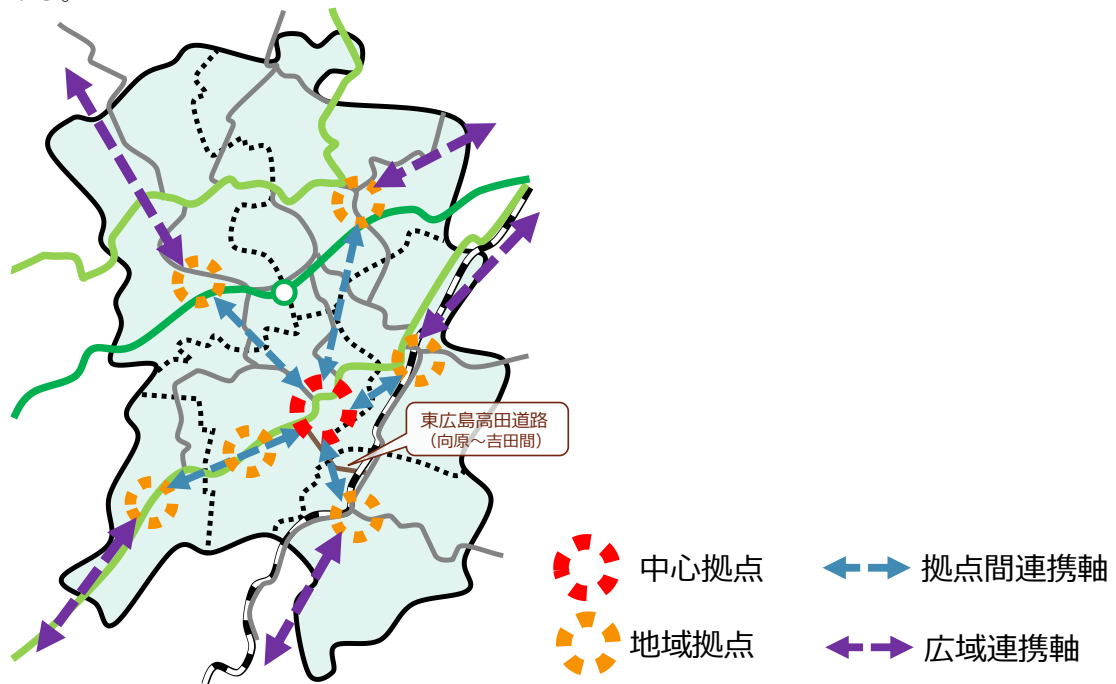 東広島高田道路
（向原～吉田間）
中心拠点
拠点間連携軸
地域拠点
広域連携軸